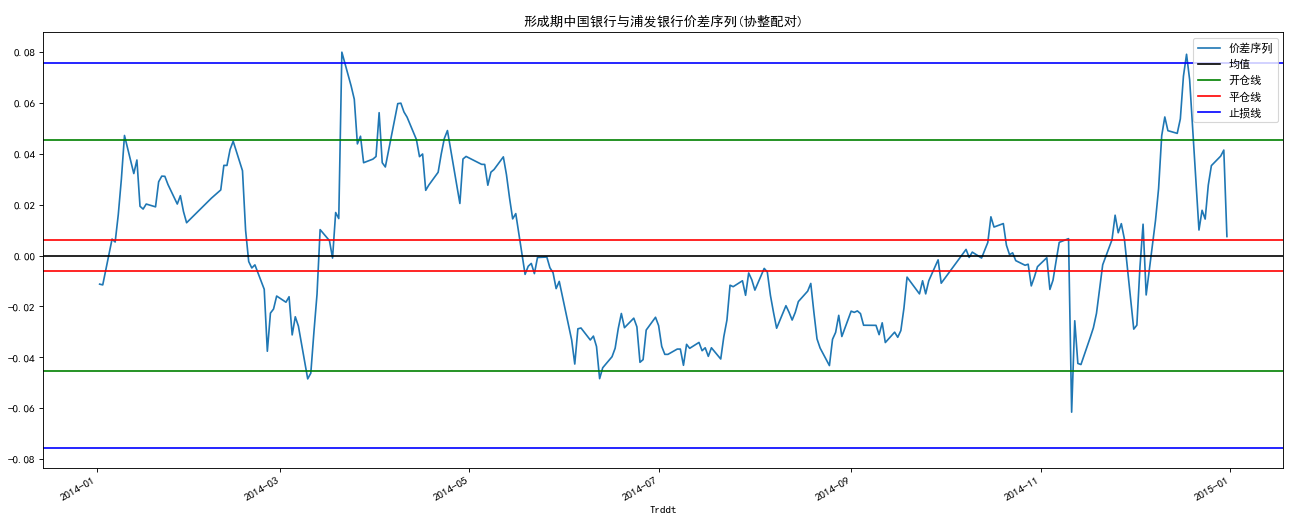 形成期中国银行与浦发银行价差序列(协整配对)
价差序列
均值
开仓线
平仓线
止损线
0.08
0.06
0.04
0.02
0.00
-0.02
-0.04
-0.06
-0.08
2014-01
2014-03
2014-05
2014-07
2014-09
2014-11
2015-01
Trddt